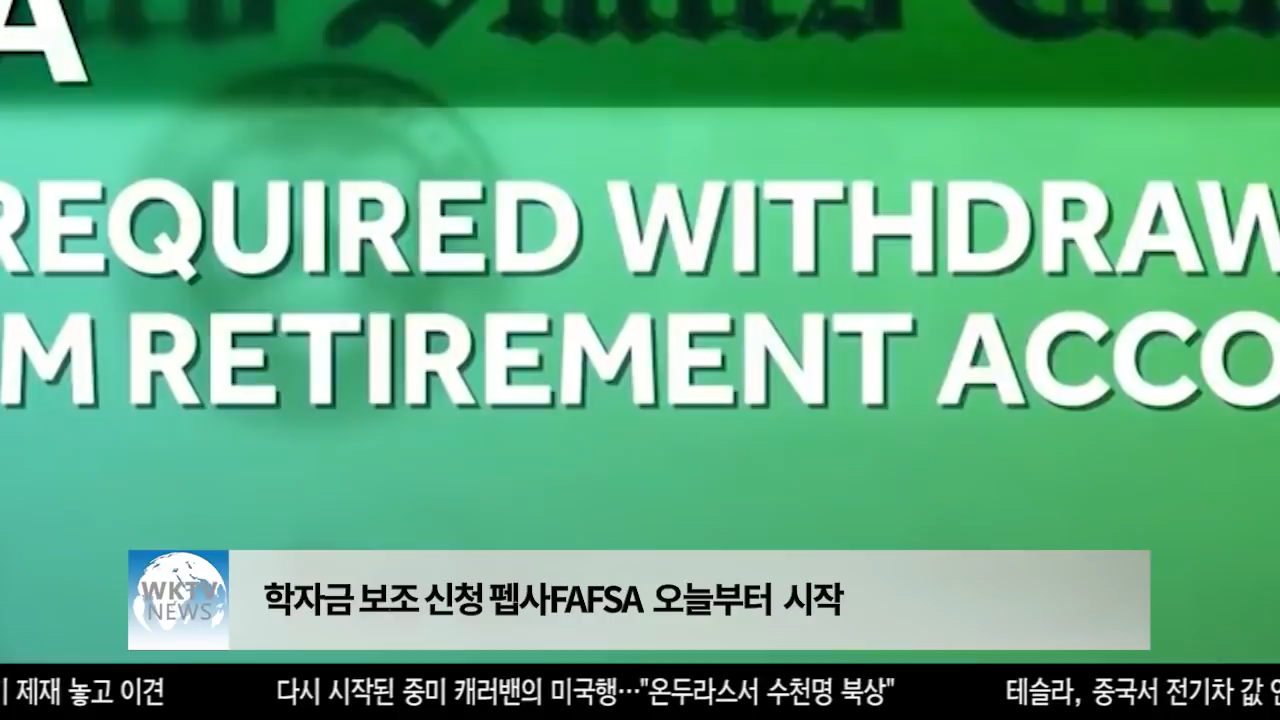 A
REQUIRED WITHDRAW
M RETIREMENT ACCO
WKTV
NEWS
학자금 보조 신청 펩사FAFSA 오늘부터 시작
제재 놓고 이견 다시 시작된 중미 캐러밴의 미국행…"온두라스서 수천명 북상" 테슬라, 중국서 전기차 값